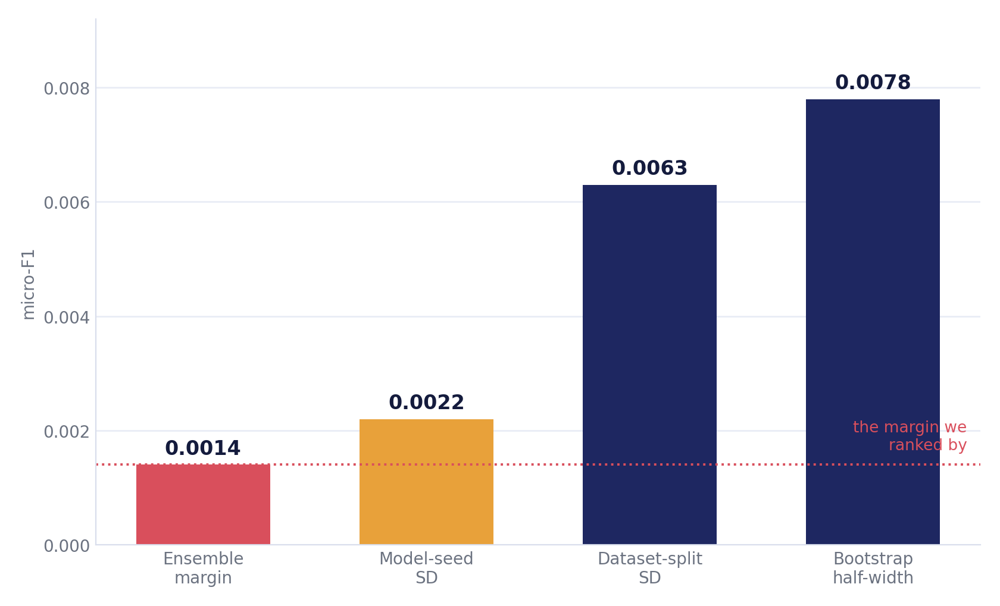 0.0078
0.008
0.0063
0.006
micro-F1
0.004
0.0022
0.002
the margin we
ranked by
0.0014
0.000
Ensemble
margin
Model-seed
SD
Dataset-split
SD
Bootstrap
half-width